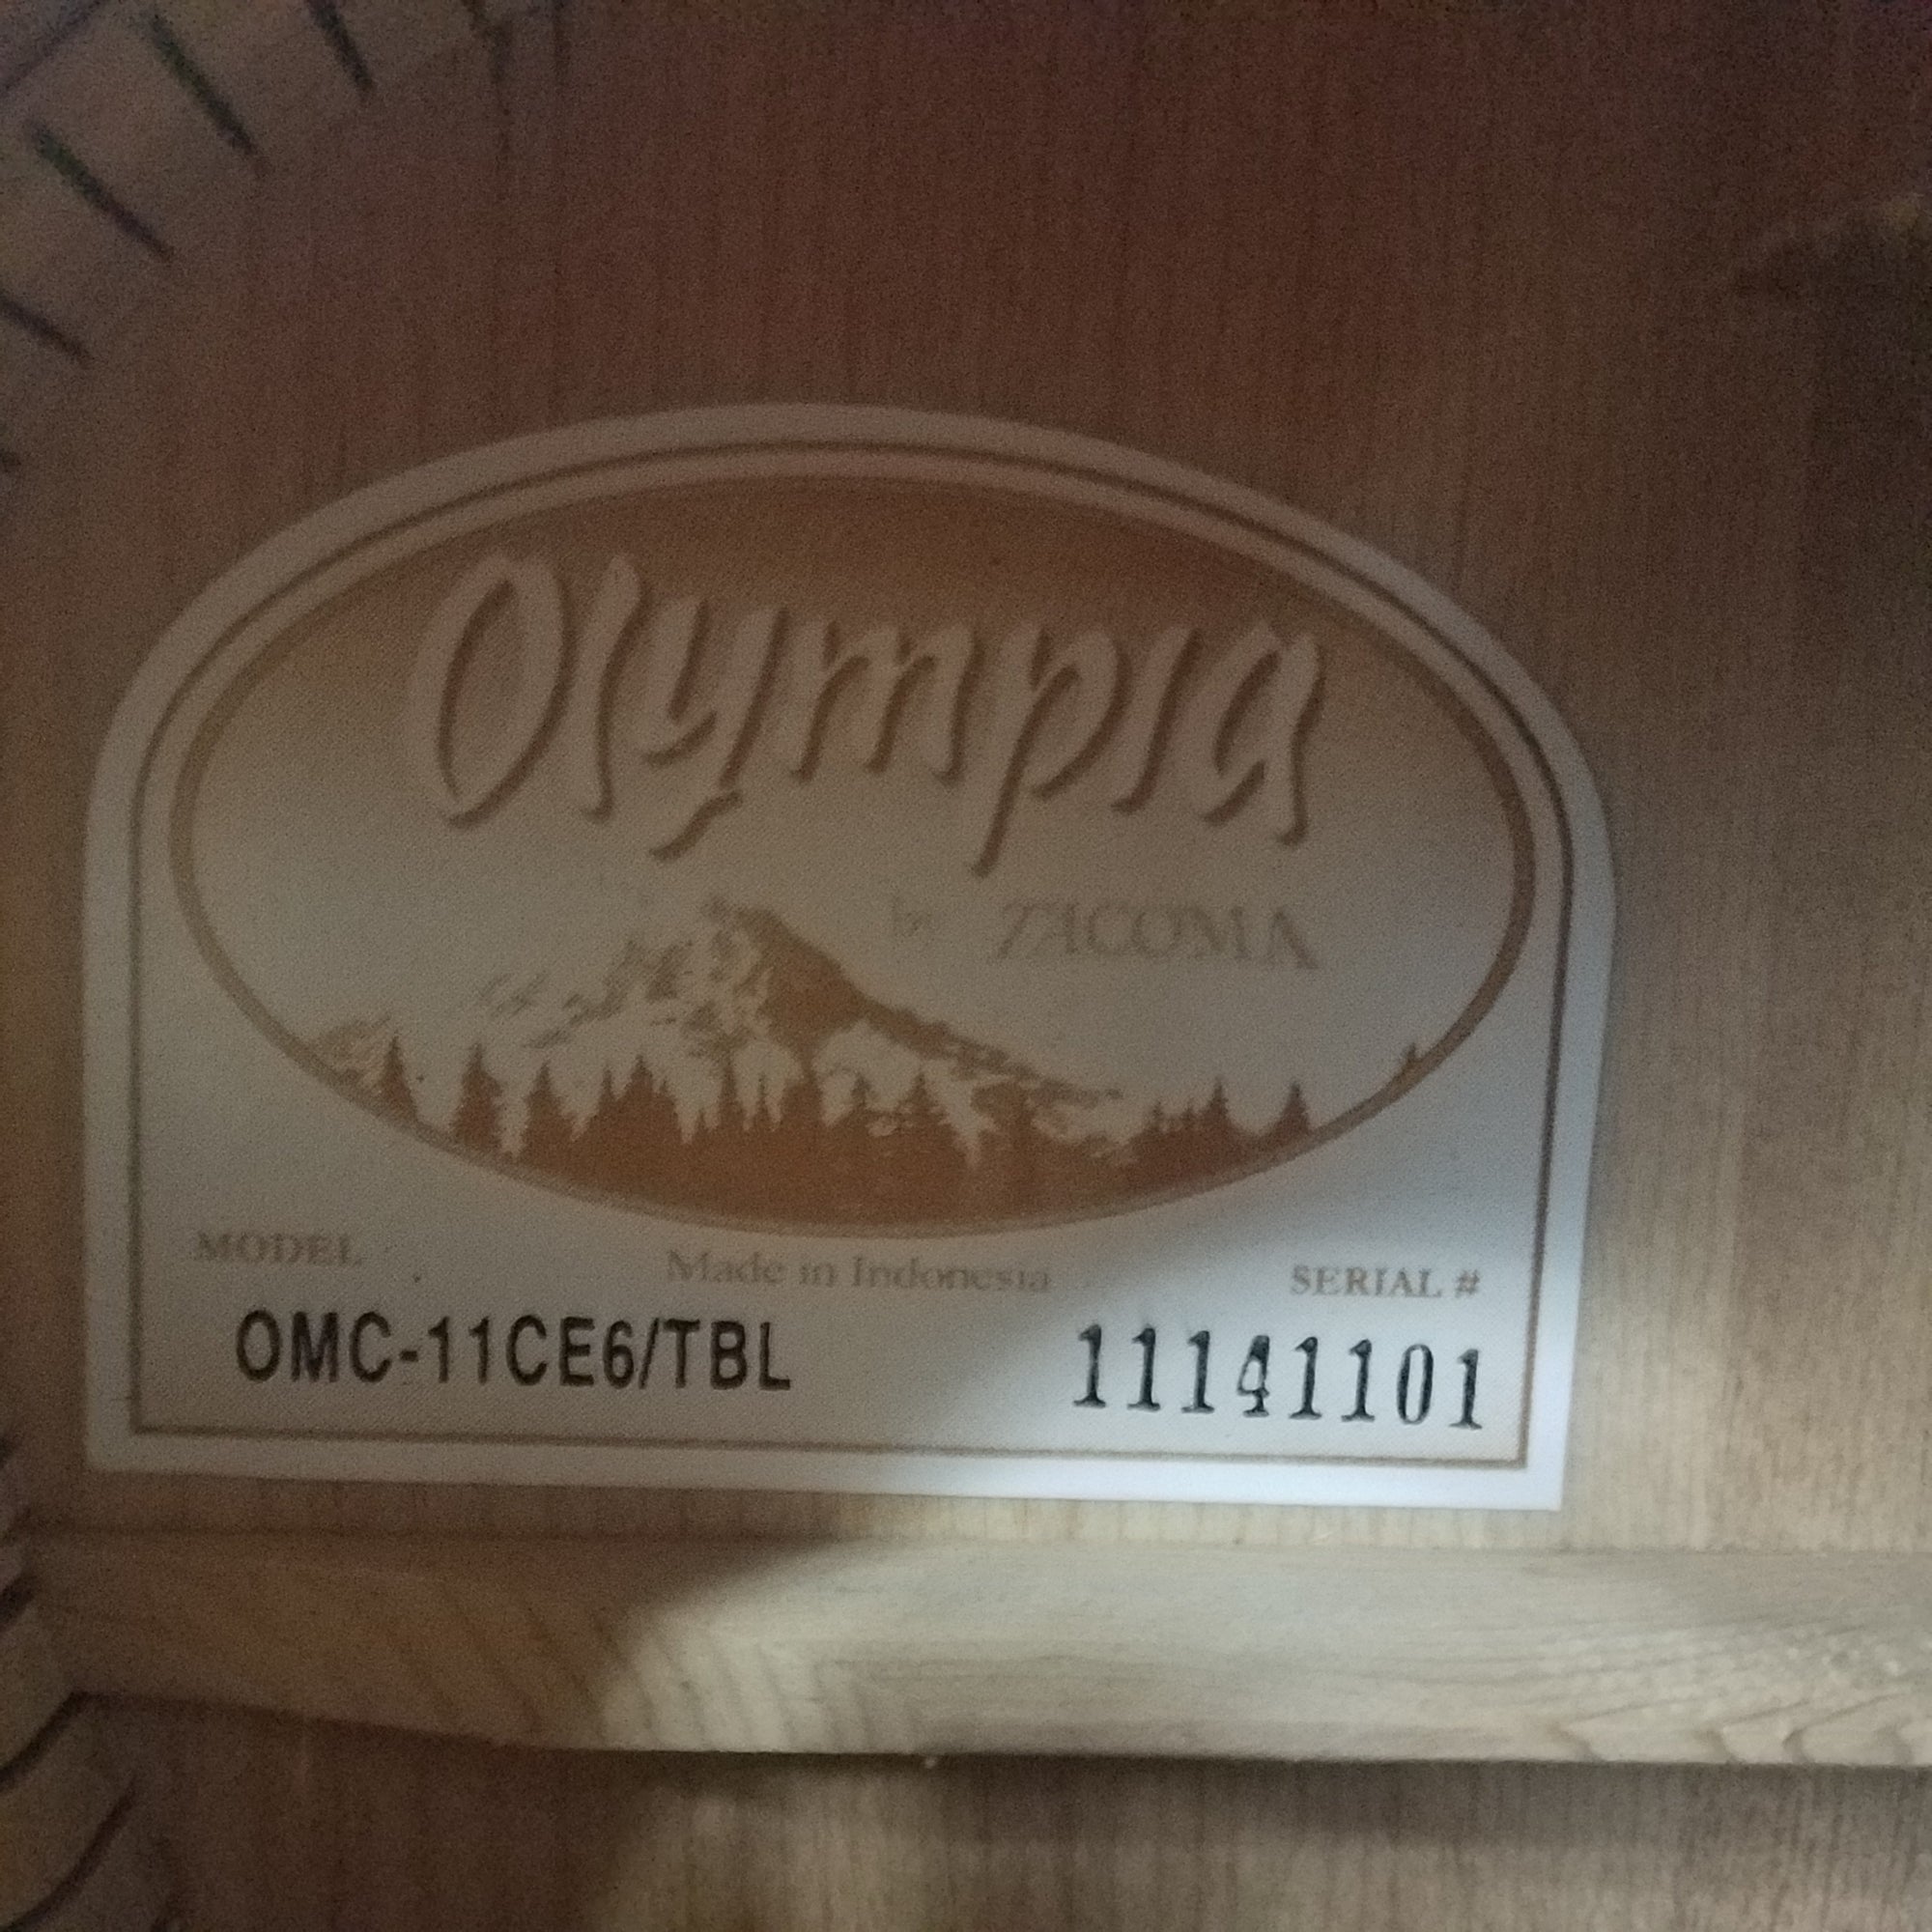 Olympia
by TACOMA
MODEL Made in Indonesia SERIAL #
OMC-11CE6/TBL 11141101